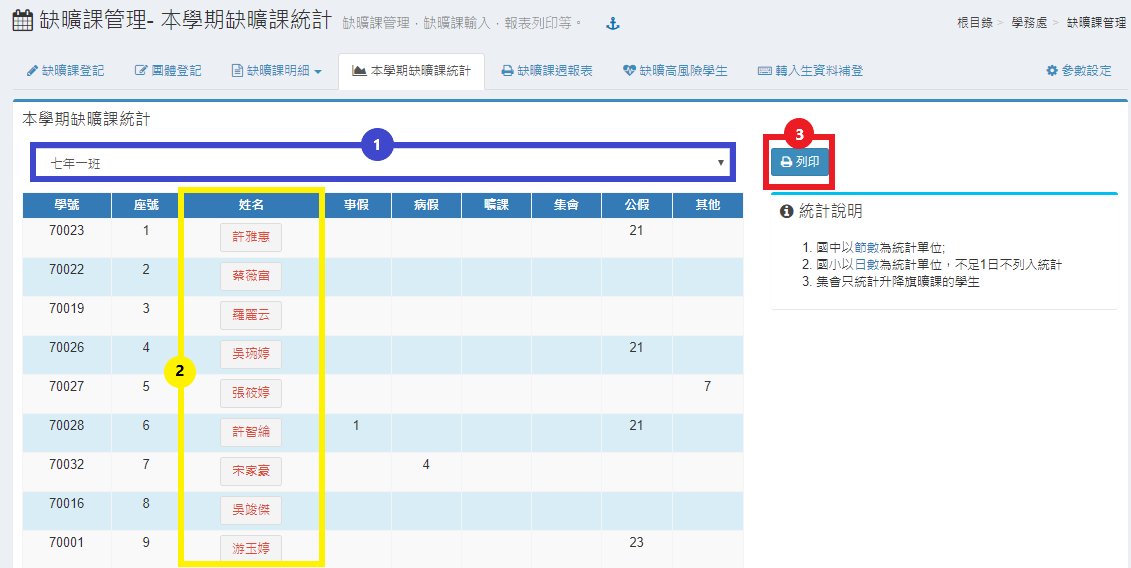 缺曠課管理- 本學期缺曠課統計 缺曠課管理．缺曠課輸入．報表列印等。
根目錄 > 學務處 > 缺曠課管理
缺曠課登記 團體登記 缺曠課明細 本學期缺曠課統計 缺曠課週報表 缺曠高風險學生 轉入生資料補登 參數設定
本學期缺曠課統計
1
七年一班
3
列印
學號 座號 姓名 事假 病假 曠課 集會 公假 其他
70023 1 許雅惠 21
70022 2 蔡薇富
70019 3 羅麗云
70026 4 吳琬婷 21
2
70027 5 張筱婷 7
70028 6 許智綸 1 21
70032 7 宋家豪 4
70016 8 吳竣傑
70001 9 游玉婷 23
統計說明
1. 國中以節數為統計單位;
2. 國小以日數為統計單位，不足1日不列入統計
3. 集會只統計升降旗曠課的學生